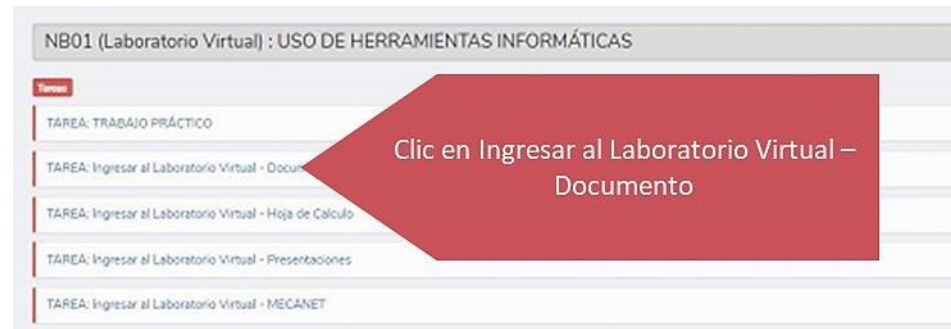 NB01 (Laboratorio Virtual) : USO DE HERRAMIENTAS INFORMÁTICAS
Tareas
TAREA: TRABAJO PRÁCTICO
TAREA: Ingresar al Laboratorio Virtual - Docum
Clic en Ingresar al Laboratorio Virtual –
Documento
TAREA: Ingresar al Laboratorio Virtual - Hoja de Calculo
TAREA: Ingresar al Laboratorio Virtual - Presentaciones
TAREA: Ingresar al Laboratorio Virtual - MECANET